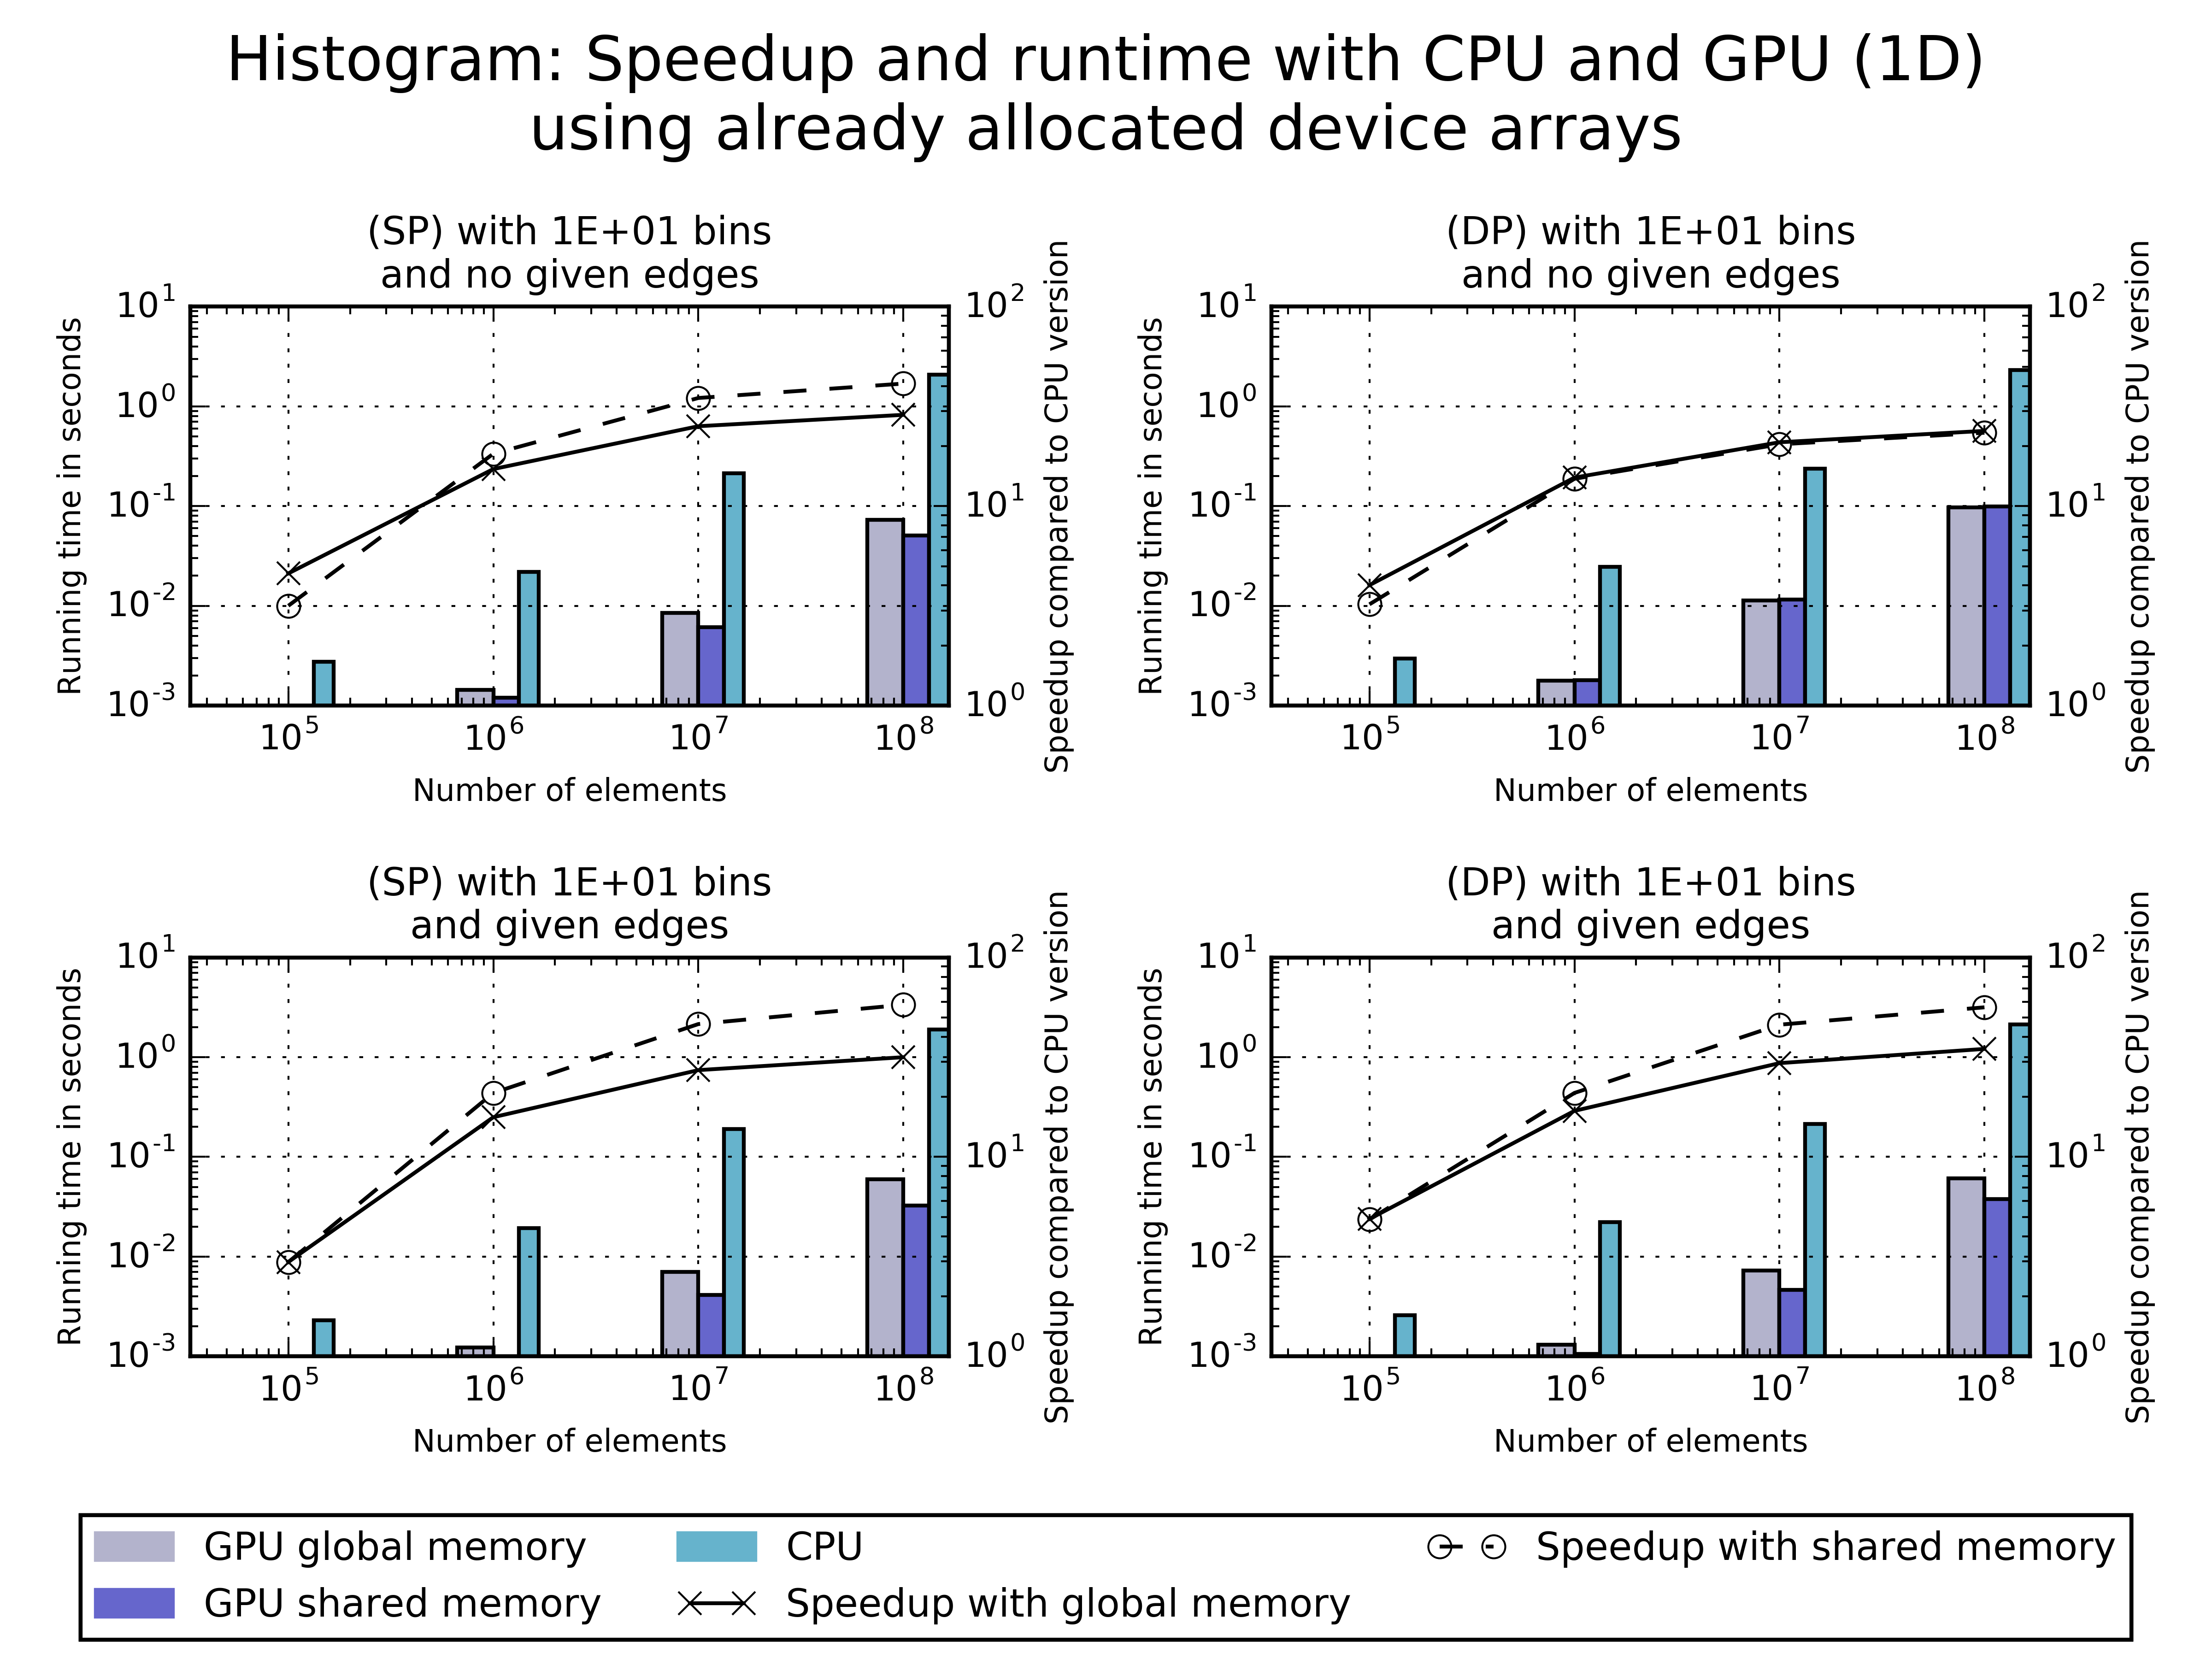 Histogram: Speedup and runtime with CPU and GPU (1D)
using already allocated device arrays
(SP) with 1E+01 bins
and no given edges
Running time in seconds
10^1
10^0
10^-1
10^-2
10^-3
10^5 10^6 10^7 10^8
Number of elements
10^2
10^1
10^0
Speedup compared to CPU version
(DP) with 1E+01 bins
and no given edges
Running time in seconds
10^1
10^0
10^-1
10^-2
10^-3
10^5 10^6 10^7 10^8
Number of elements
10^2
10^1
10^0
Speedup compared to CPU version
(SP) with 1E+01 bins
and given edges
Running time in seconds
10^1
10^0
10^-1
10^-2
10^-3
10^5 10^6 10^7 10^8
Number of elements
10^2
10^1
10^0
Speedup compared to CPU version
(DP) with 1E+01 bins
and given edges
Running time in seconds
10^1
10^0
10^-1
10^-2
10^-3
10^5 10^6 10^7 10^8
Number of elements
10^2
10^1
10^0
Speedup compared to CPU version
GPU global memory
GPU shared memory
CPU
Speedup with global memory
Speedup with shared memory